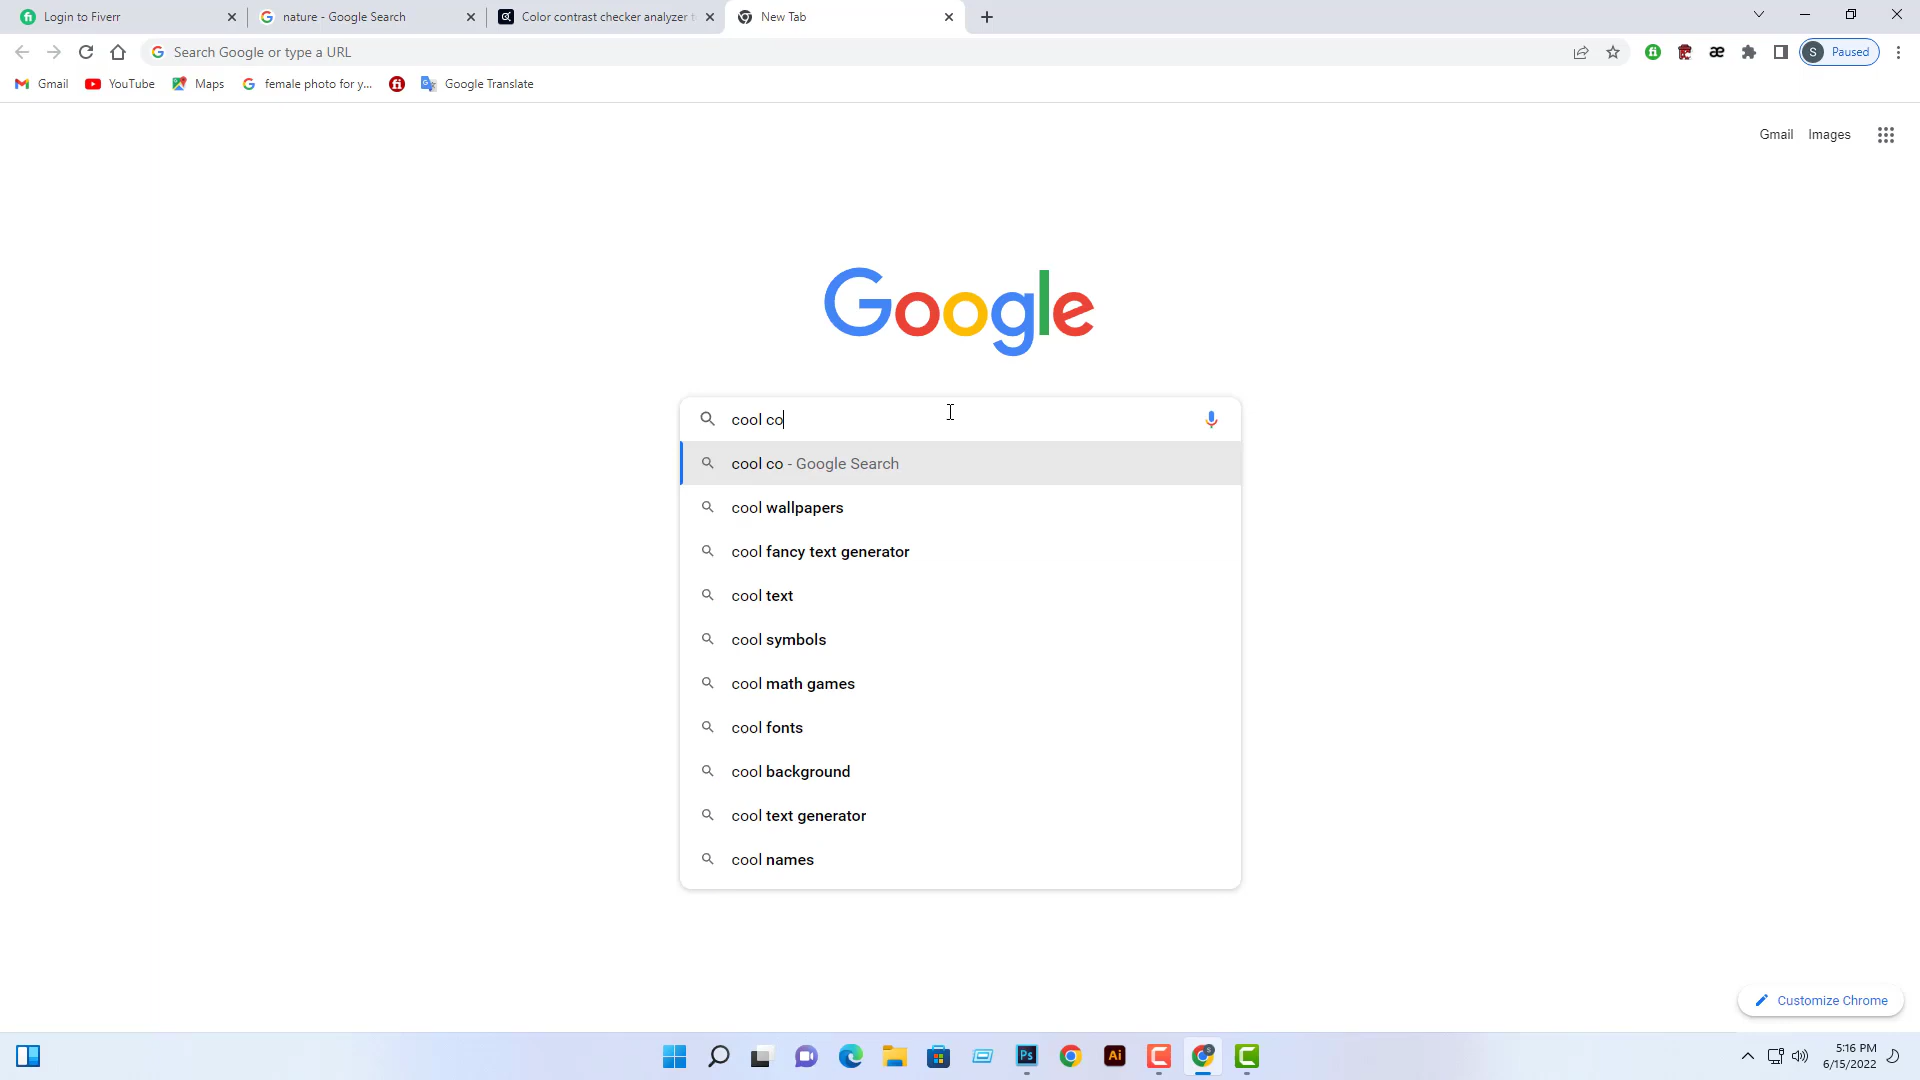 Login to Fiverr
nature - Google Search
Color contrast checker analyzer t
New Tab
Search Google or type a URL
S Paused
Gmail
YouTube
Maps
female photo for y...
Google Translate
Gmail Images
Google
cool co
cool co - Google Search
cool wallpapers
cool fancy text generator
cool text
cool symbols
cool math games
cool fonts
cool background
cool text generator
cool names
Customize Chrome
Ps
Ai
5:16 PM
6/15/2022